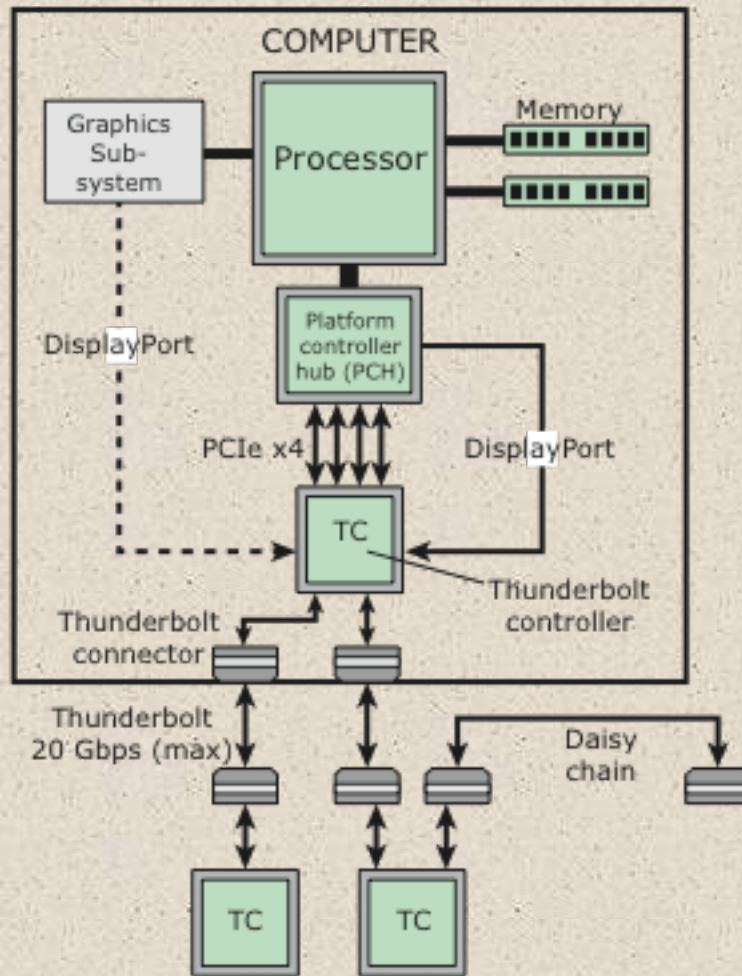 COMPUTER
Graphics
Sub-
system
Processor
Memory
Platform
controller
hub (PCH)
DisplayPort
PCIe x4
DisplayPort
TC
Thunderbolt
controller
Thunderbolt
connector
Thunderbolt
20 Gbps (max)
Daisy
chain
TC
TC